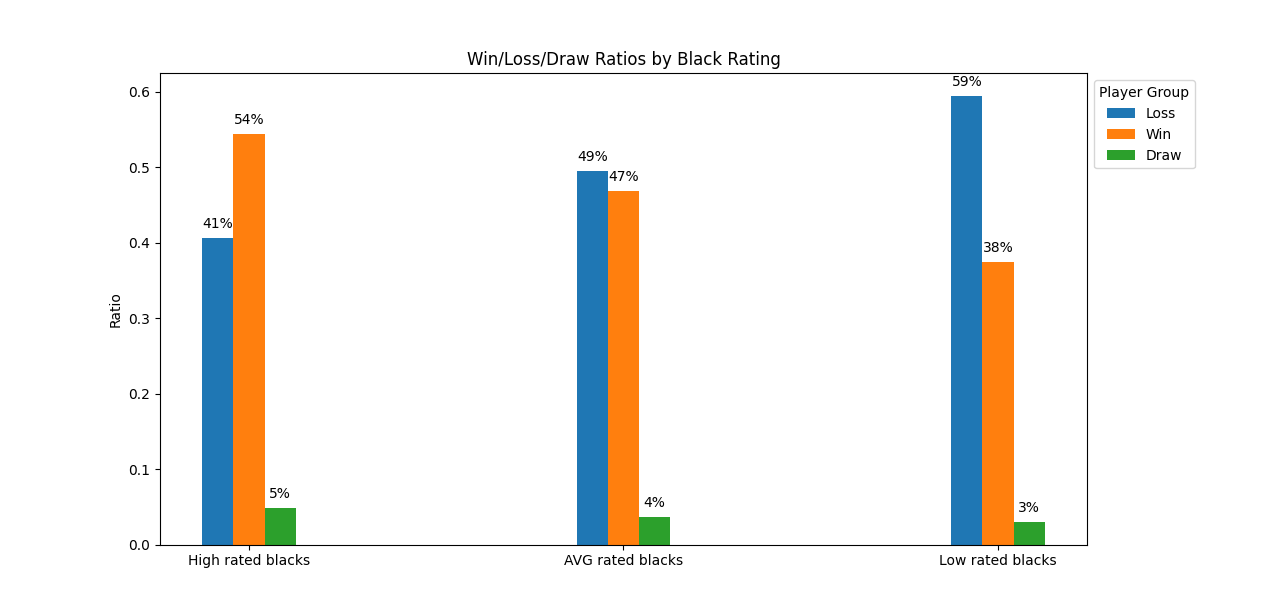 Win/Loss/Draw Ratios by Black Rating
Player Group
Loss
Win
Draw
Ratio
0.6
0.5
0.4
0.3
0.2
0.1
0.0
41%
54%
5%
49%
47%
4%
59%
38%
3%
High rated blacks
AVG rated blacks
Low rated blacks